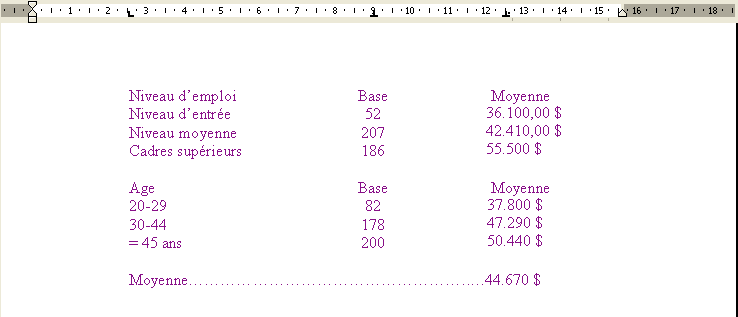 1 2 3 4 5 6 7 8 9 10 11 12 13 14 15 16 17 18
Niveau d’emploi Base Moyenne
Niveau d’entrée 52 36.100,00 $
Niveau moyenne 207 42.410,00 $
Cadres supérieurs 186 55.500 $
Age Base Moyenne
20-29 82 37.800 $
30-44 178 47.290 $
= 45 ans 200 50.440 $
Moyenne……………………………………………….…44.670 $